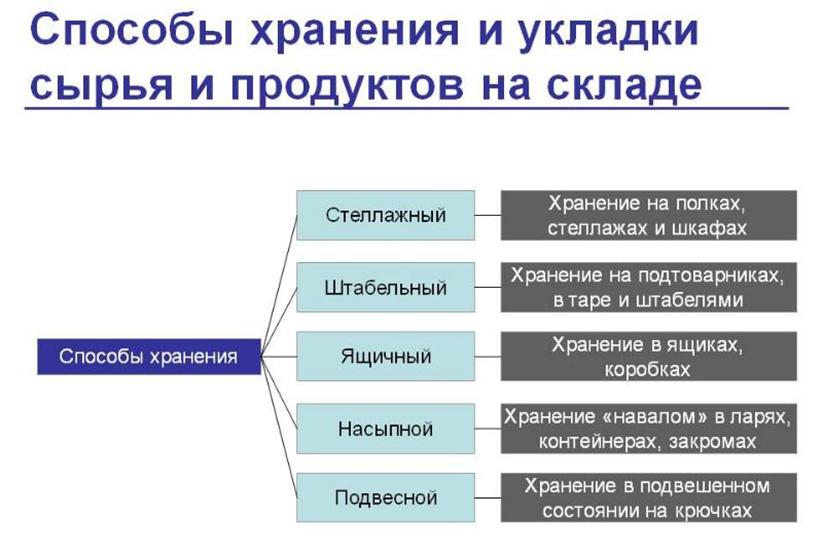 Способы хранения и укладки
сырья и продуктов на складе
Способы хранения
Стеллажный
Хранение на полках,
стеллажах и шкафах
Штабельный
Хранение на подтоварниках,
в таре и штабелями
Ящичный
Хранение в ящиках,
коробках
Насыпной
Хранение «навалом» в ларях,
контейнерах, закромах
Подвесной
Хранение в подвешенном
состоянии на крючках